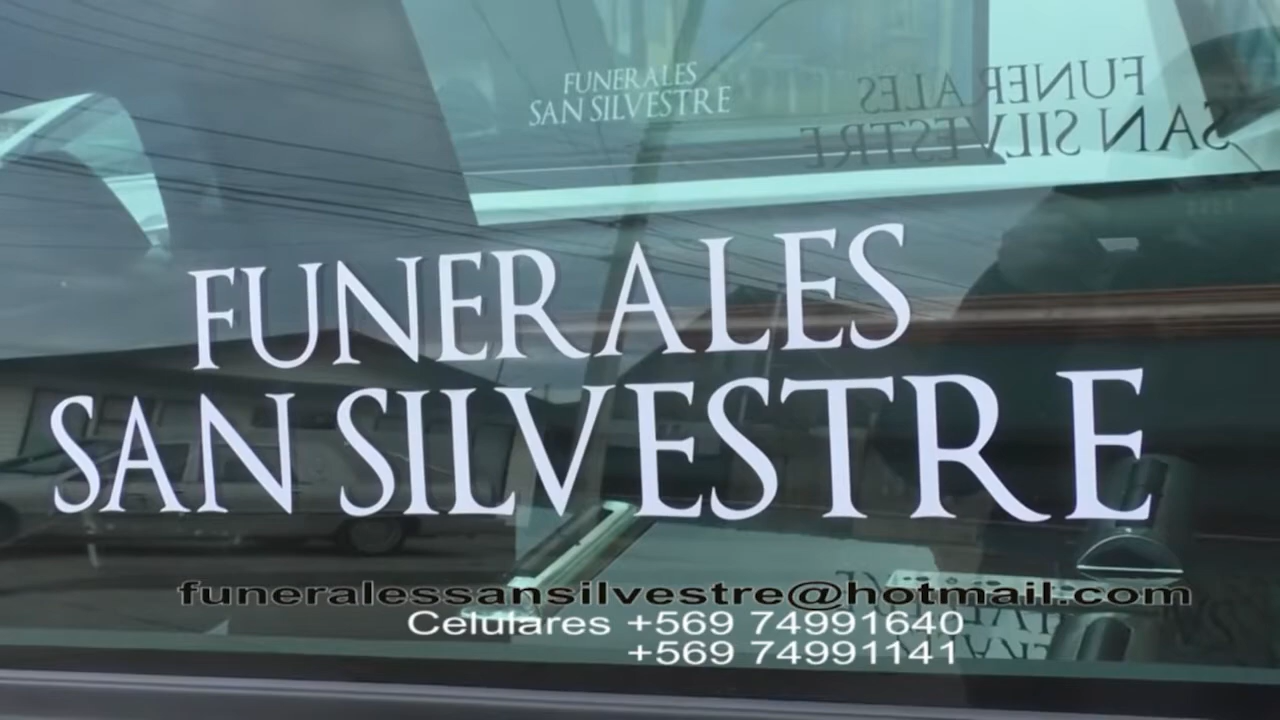 FUNERALES
SAN SILVESTRE
FUNERALES
SAN SILVESTRE
FUNERALES
SAN SILVESTRE
funeralessansilvestre@hotmail.com
Celulares +569 74991640
+569 74991141